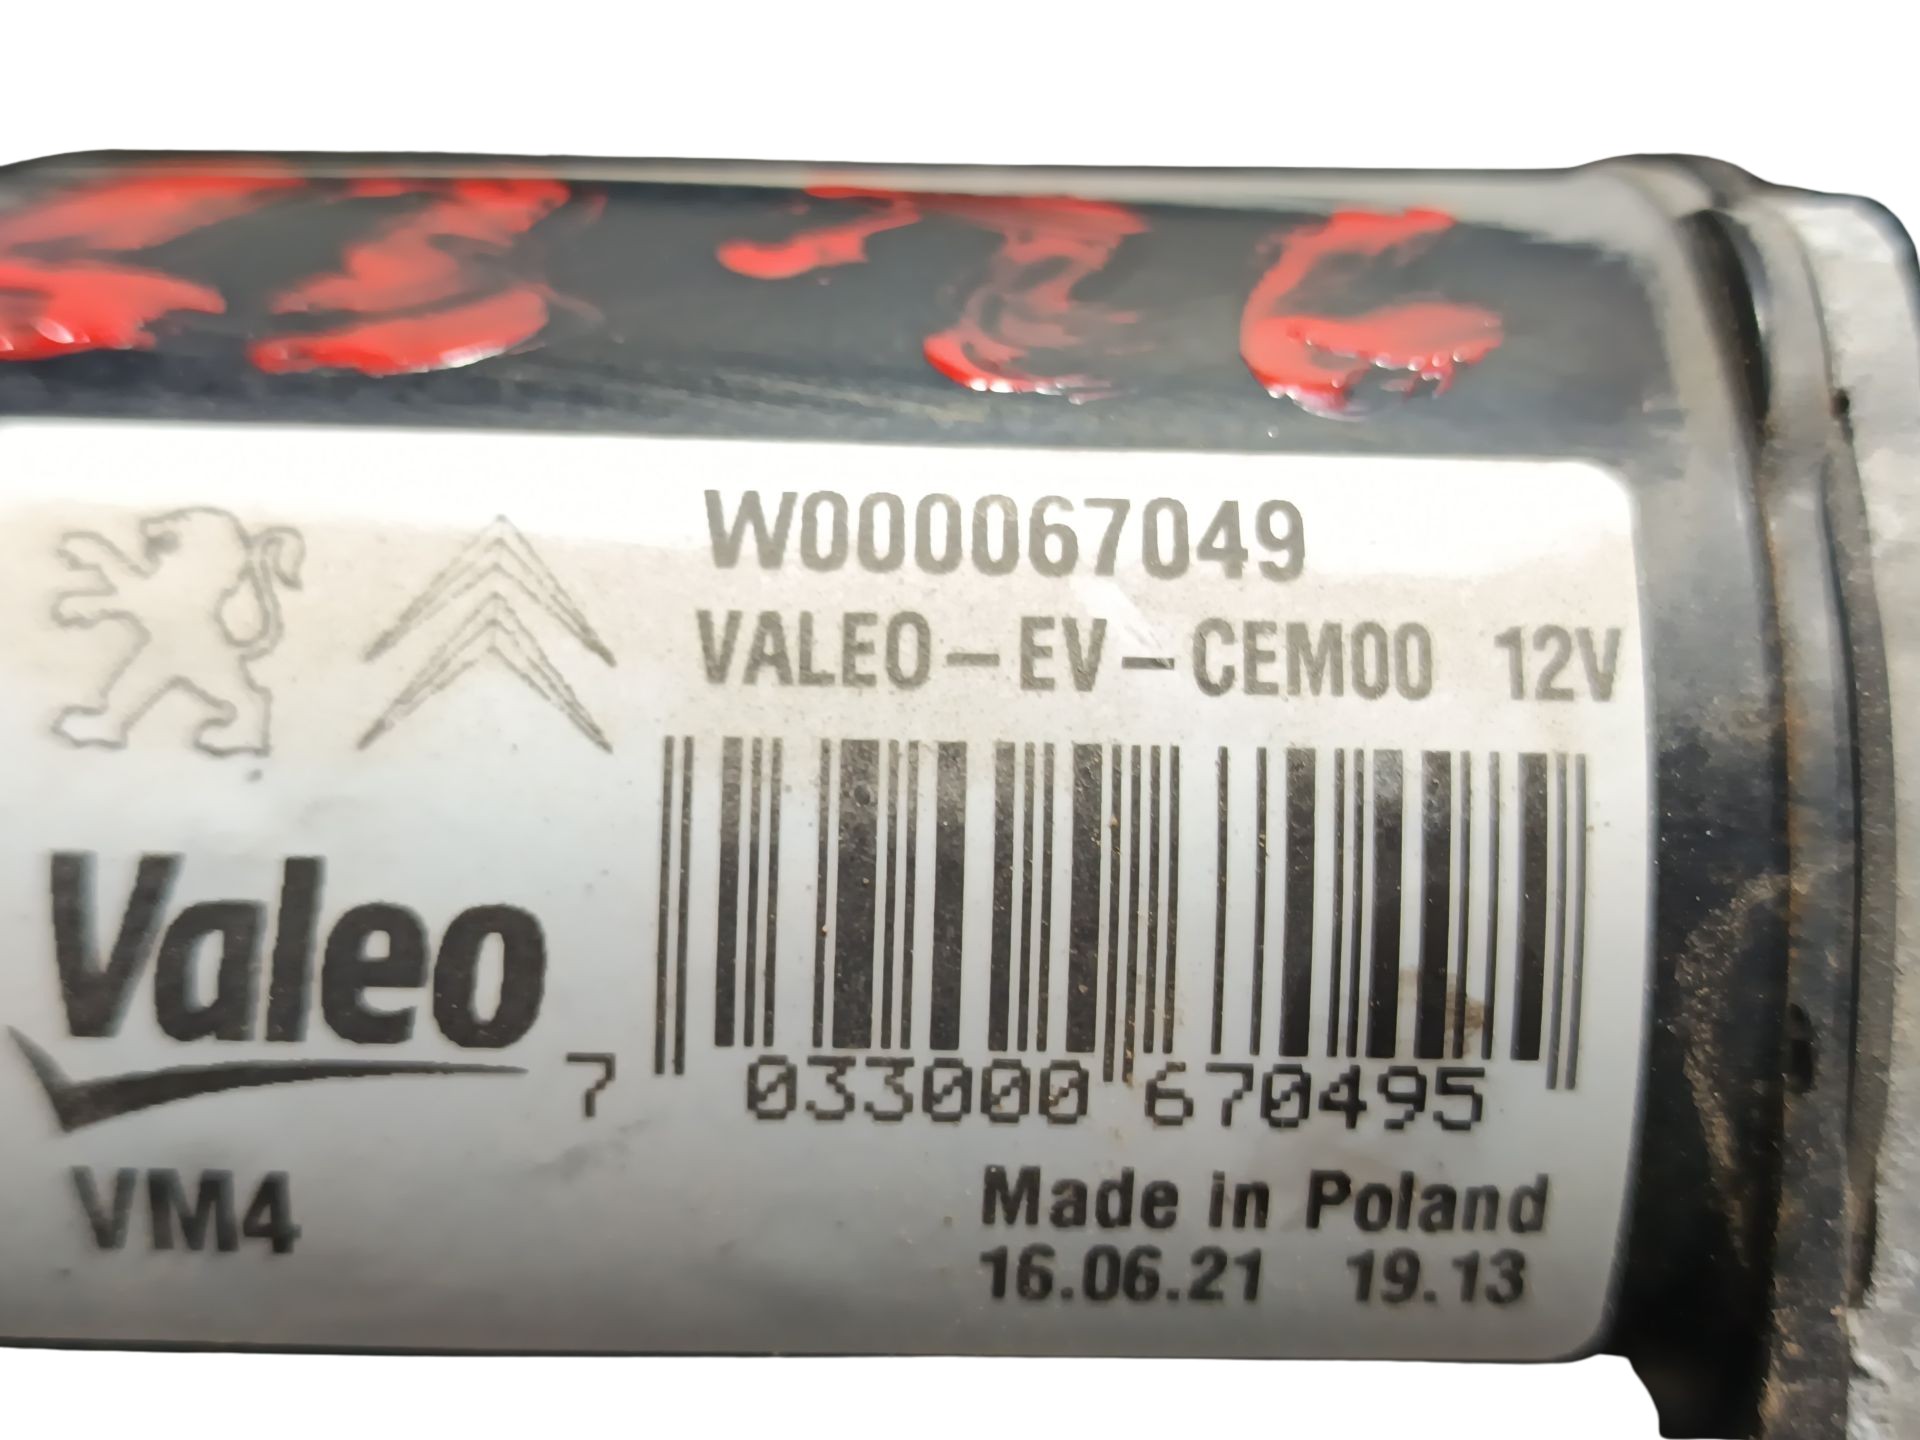 W000067049
VALEO-EV-CEM00 12V
Valeo
7 033000 670495
VM4
Made in Poland
16.06.21 19.13